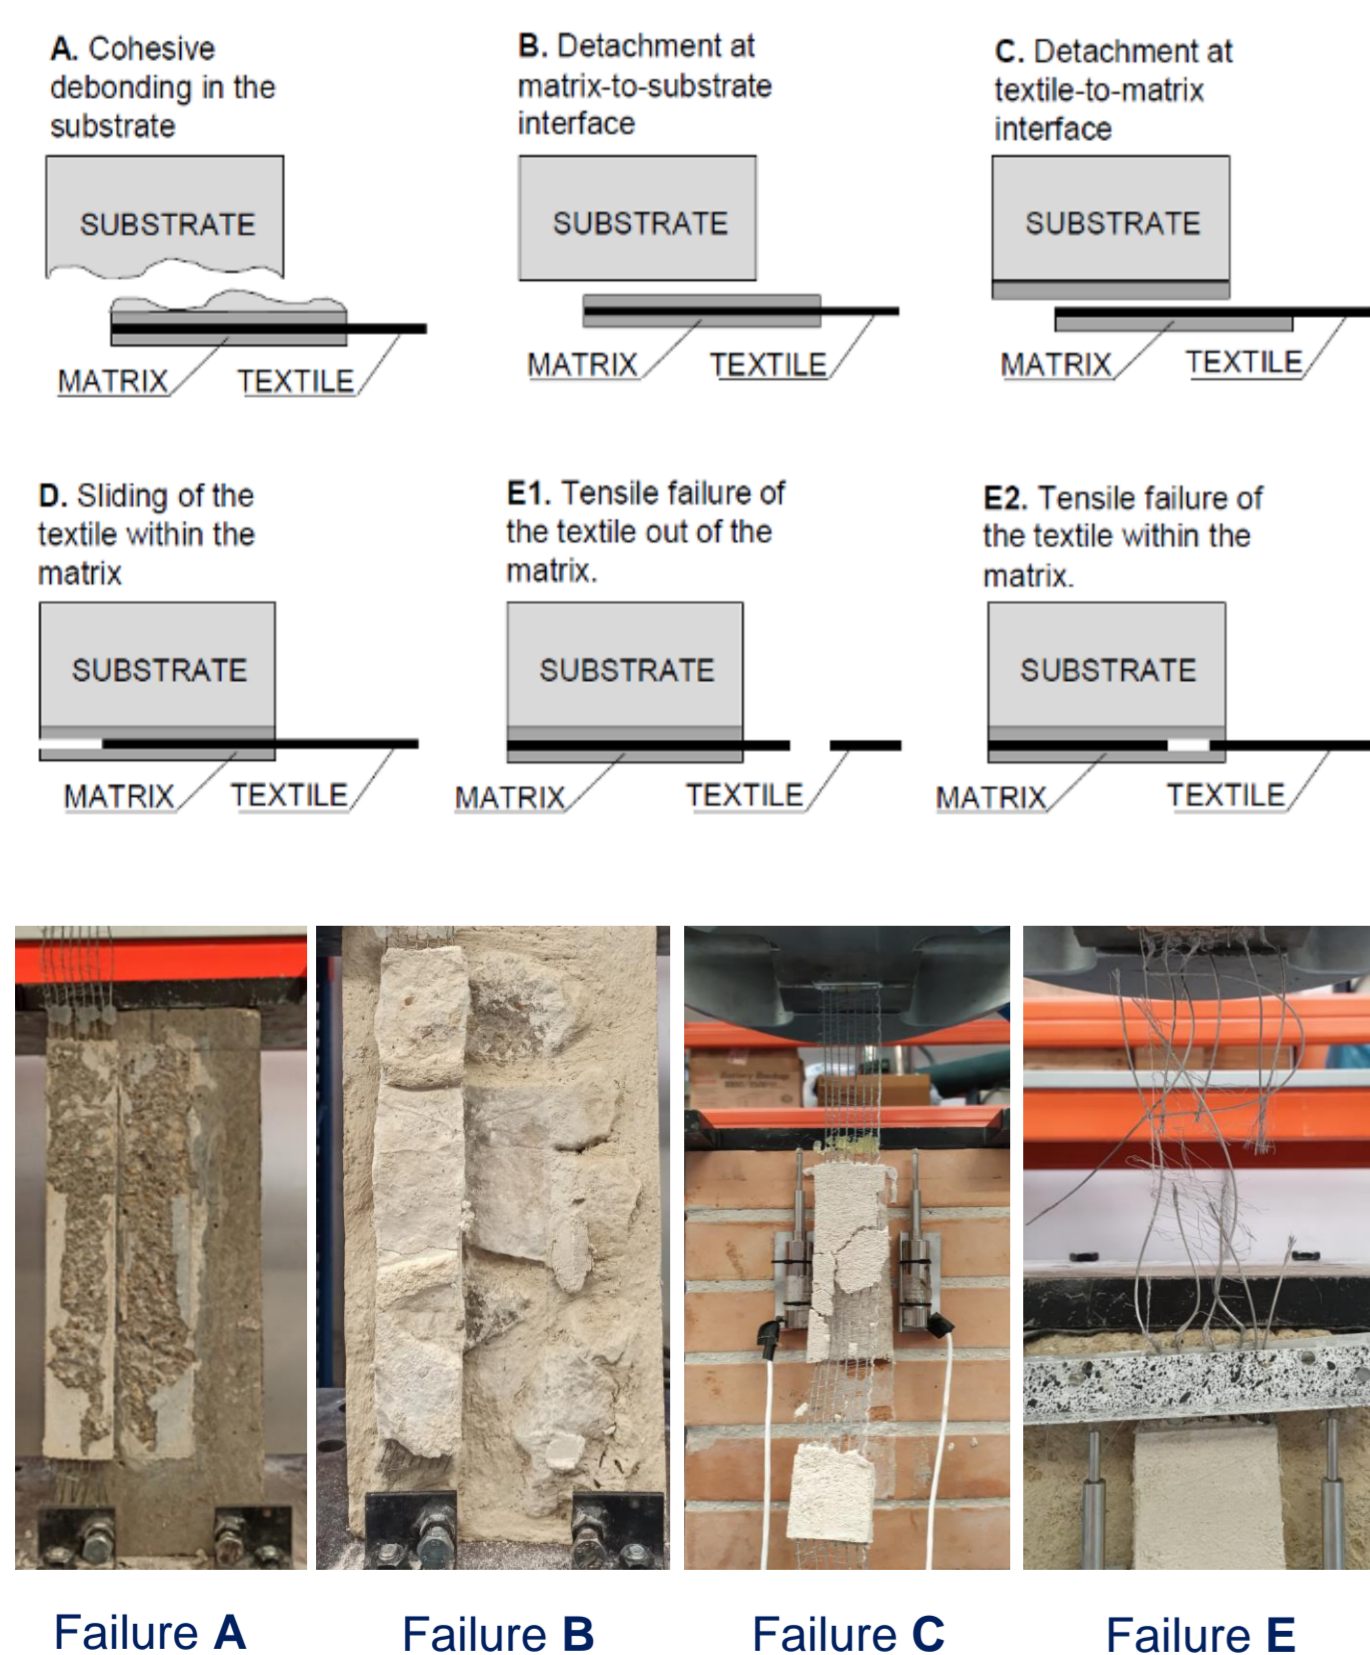 A. Cohesive
debonding in the
substrate
B. Detachment at
matrix-to-substrate
interface
C. Detachment at
textile-to-matrix
interface
SUBSTRATE
SUBSTRATE
SUBSTRATE
MATRIX
TEXTILE
MATRIX
TEXTILE
MATRIX
TEXTILE
D. Sliding of the
textile within the
matrix
E1. Tensile failure of
the textile out of the
matrix.
E2. Tensile failure of
the textile within the
matrix.
SUBSTRATE
SUBSTRATE
SUBSTRATE
MATRIX
TEXTILE
MATRIX
TEXTILE
MATRIX
TEXTILE
Battery Backup
Failure A
Failure B
Failure C
Failure E